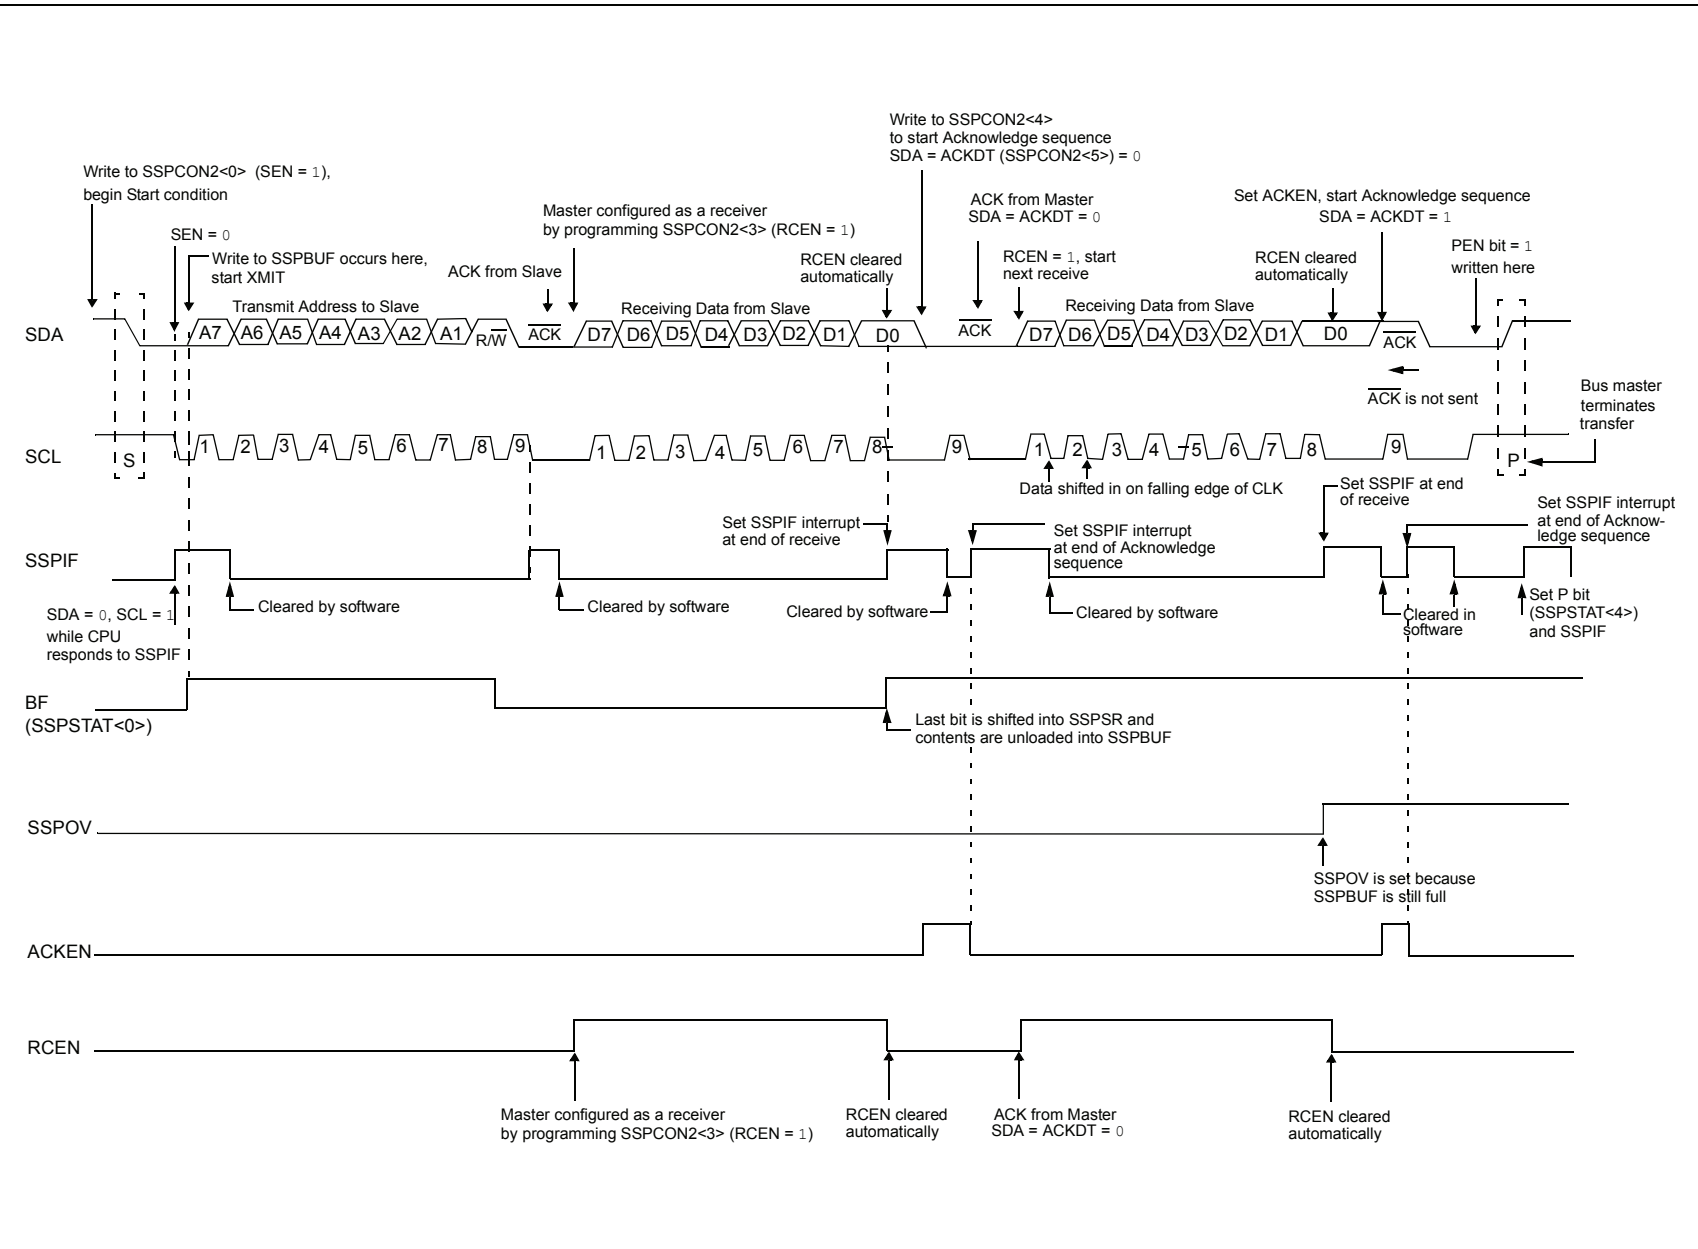 Write to SSPCON2<4>
to start Acknowledge sequence
SDA = ACKDT (SSPCON2<5>) = 0
Write to SSPCON2<0> (SEN = 1),
begin Start condition
ACK from Master
SDA = ACKDT = 0
Set ACKEN, start Acknowledge sequence
SDA = ACKDT = 1
Master configured as a receiver
by programming SSPCON2<3> (RCEN = 1)
SEN = 0
PEN bit = 1
written here
Write to SSPBUF occurs here,
start XMIT
RCEN cleared
automatically
RCEN = 1, start
next receive
RCEN cleared
automatically
ACK from Slave
Transmit Address to Slave
Receiving Data from Slave
Receiving Data from Slave
SDA
A7 A6 A5 A4 A3 A2 A1 R/W ACK D7 D6 D5 D4 D3 D2 D1 D0 ACK D7 D6 D5 D4 D3 D2 D1 D0 ACK
ACK is not sent
Bus master
terminates
transfer
SCL
S 1 2 3 4 5 6 7 8 9 1 2 3 4 5 6 7 8 9 1 2 3 4 5 6 7 8 9 P
Data shifted in on falling edge of CLK
Set SSPIF at end
of receive
Set SSPIF interrupt
at end of receive
Set SSPIF interrupt
at end of Acknowledge
sequence
Set SSPIF interrupt
at end of Acknow-
ledge sequence
SSPIF
SDA = 0, SCL = 1
while CPU
responds to SSPIF
Cleared by software
Cleared by software
Cleared by software
Cleared by software
Cleared in
software
Set P bit
(SSPSTAT<4>)
and SSPIF
BF
(SSPSTAT<0>)
Last bit is shifted into SSPSR and
contents are unloaded into SSPBUF
SSPOV
SSPOV is set because
SSPBUF is still full
ACKEN
RCEN
Master configured as a receiver
by programming SSPCON2<3> (RCEN = 1)
RCEN cleared
automatically
ACK from Master
SDA = ACKDT = 0
RCEN cleared
automatically